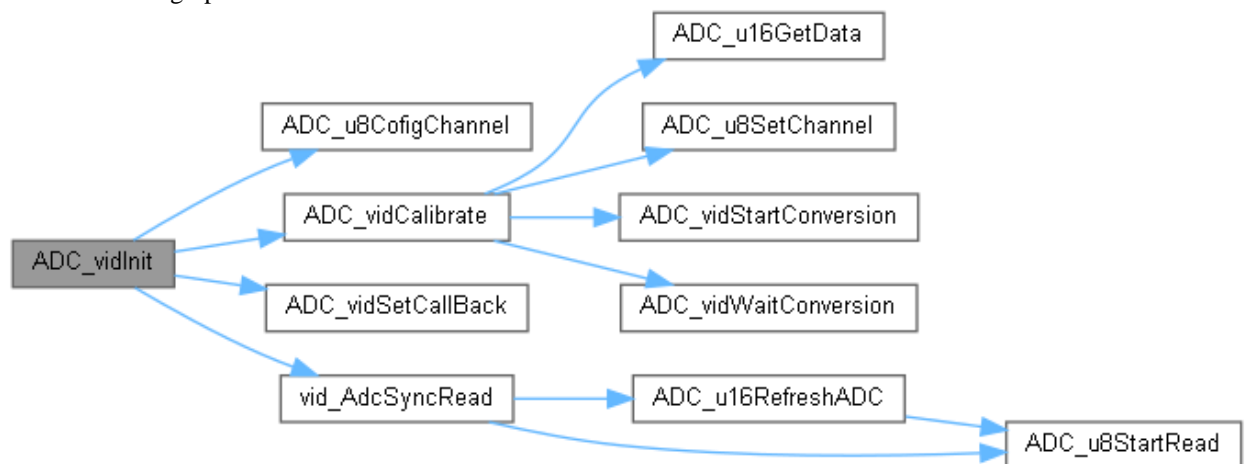 ADC_u16GetData
ADC_u8CofigChannel
ADC_u8SetChannel
ADC_vidCalibrate
ADC_vidStartConversion
ADC_vidInit
ADC_vidSetCallBack
ADC_vidWaitConversion
vid_AdcSyncRead
ADC_u16RefreshADC
ADC_u8StartRead